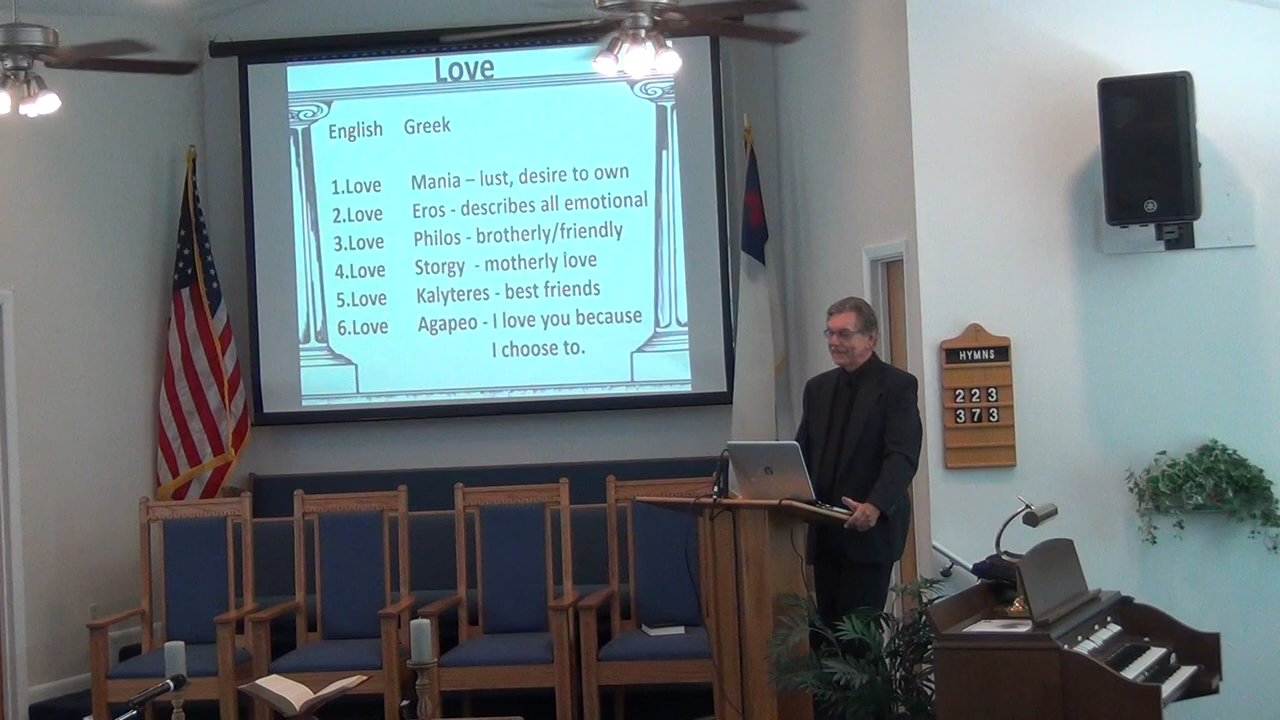 Love
English Greek
1.Love Mania – lust, desire to own
2.Love Eros - describes all emotional
3.Love Philos - brotherly/friendly
4.Love Storgy - motherly love
5.Love Kalyteres - best friends
6.Love Agapeo - I love you because
I choose to.
HYMNS
223
373
hp